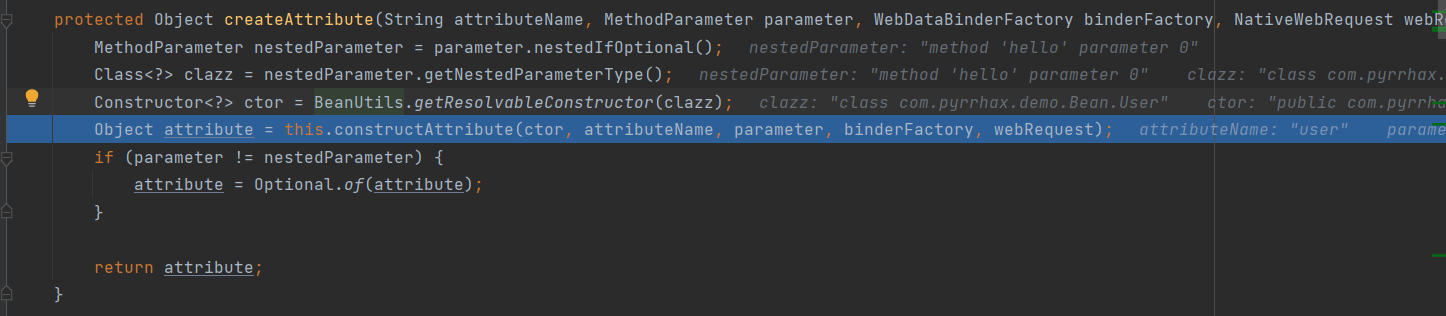 protected Object createAttribute(String attributeName, MethodParameter parameter, WebDataBinderFactory binderFactory, NativeWebRequest webRe
MethodParameter nestedParameter = parameter.nestedIfOptional(); nestedParameter: "method 'hello' parameter 0"
Class<?> clazz = nestedParameter.getNestedParameterType(); nestedParameter: "method 'hello' parameter 0" clazz: "class com.pyrrhax.
Constructor<?> ctor = BeanUtils.getResolvableConstructor(clazz); clazz: "class com.pyrrhax.demo.Bean.User" ctor: "public com.pyrrha
Object attribute = this.constructAttribute(ctor, attributeName, parameter, binderFactory, webRequest); attributeName: "user" parame
if (parameter != nestedParameter) {
attribute = Optional.of(attribute);
}
return attribute;
}